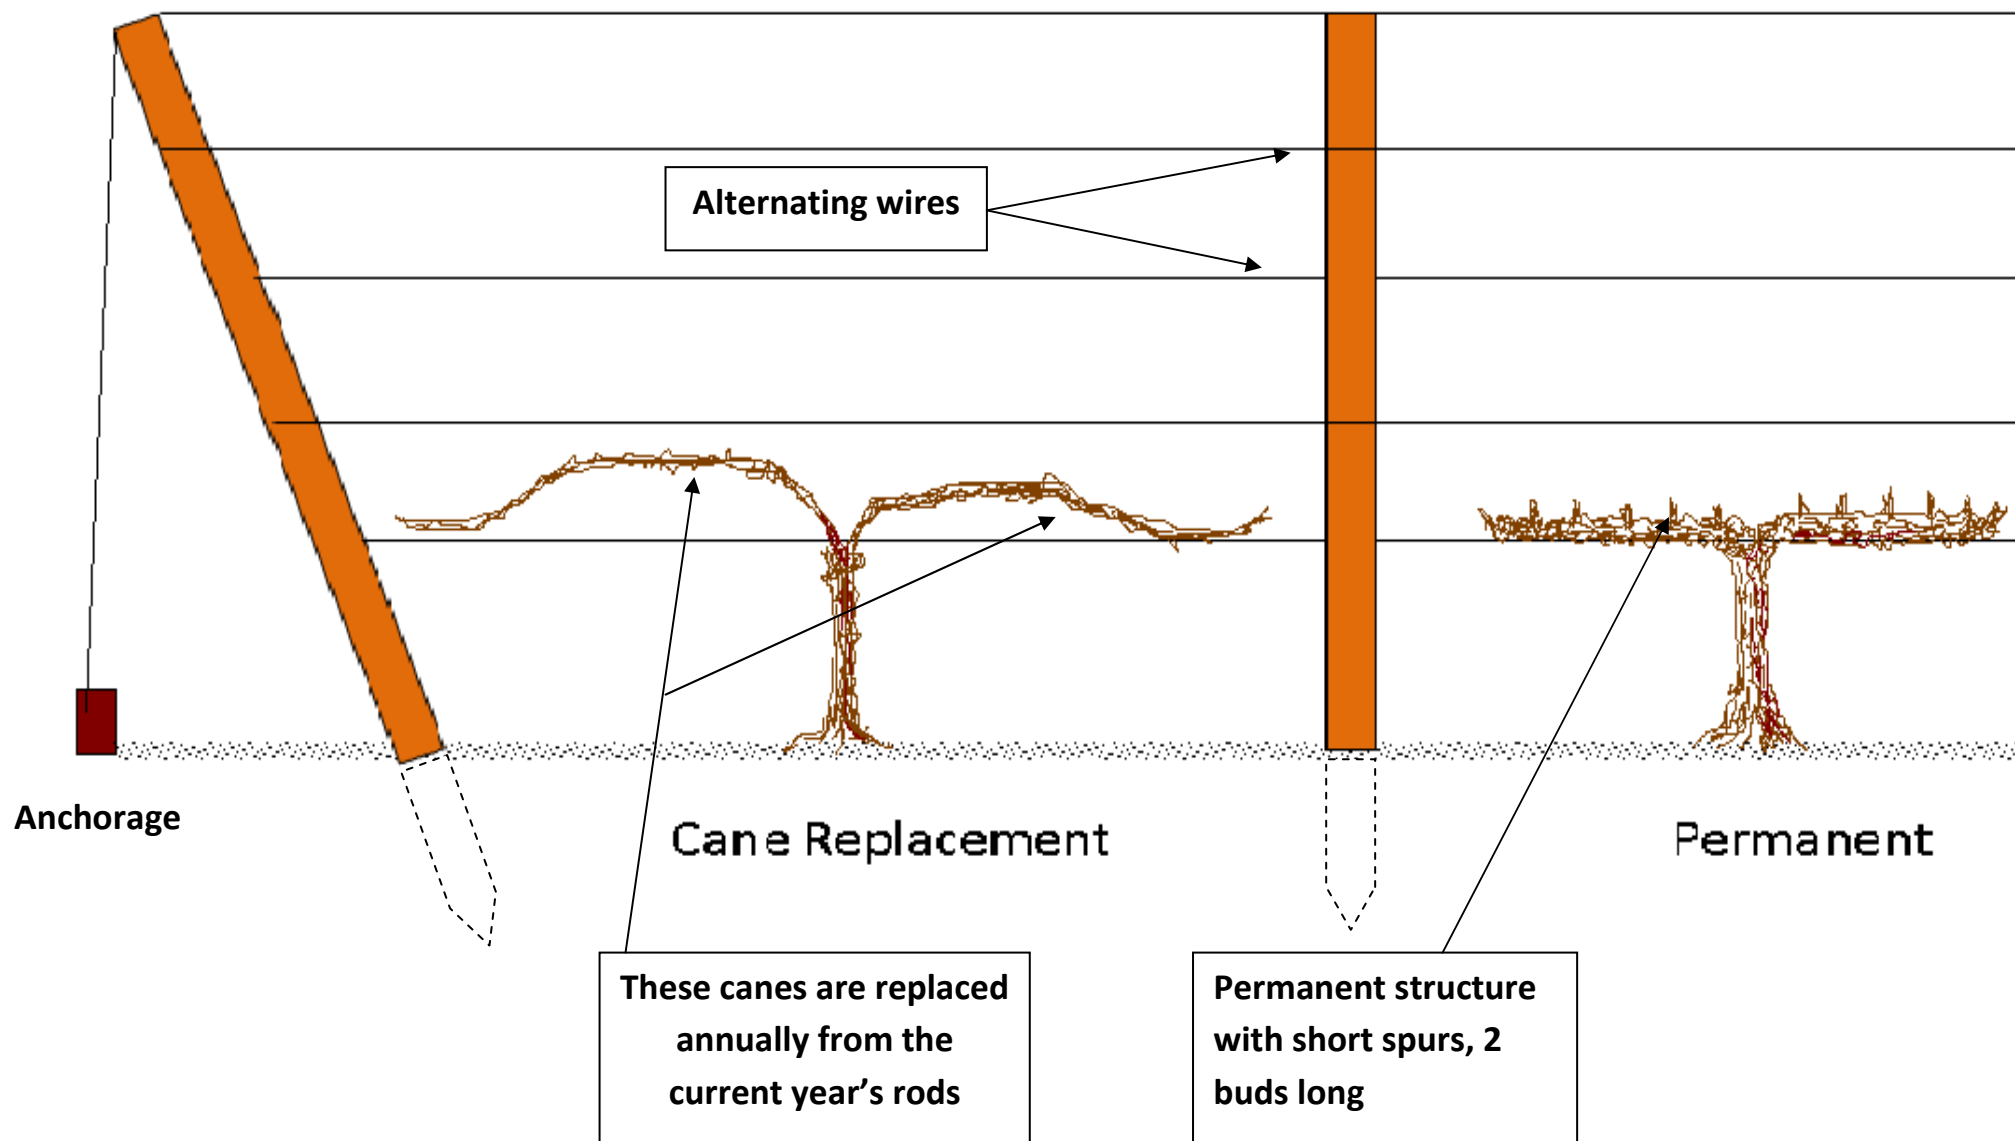 Alternating wires
Anchorage
Cane Replacement
Permanent
These canes are replaced
annually from the
current year’s rods
Permanent structure
with short spurs, 2
buds long